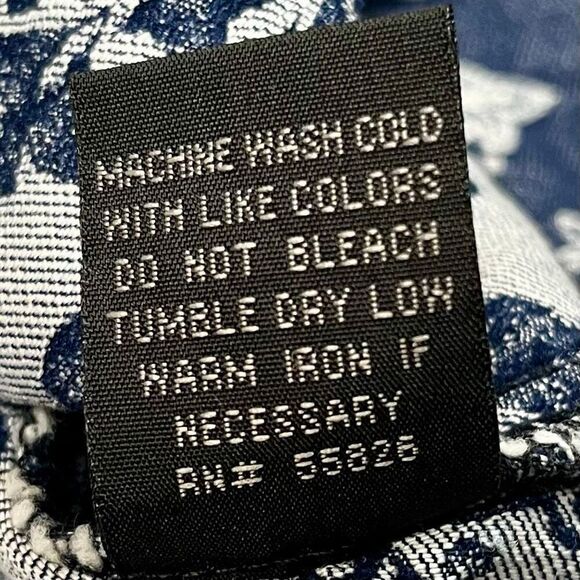 MACHINE WASH COLD
WITH LIKE COLORS
DO NOT BLEACH
TUMBLE DRY LOW
WARM IRON IF
NECESSARY
RN# 55826